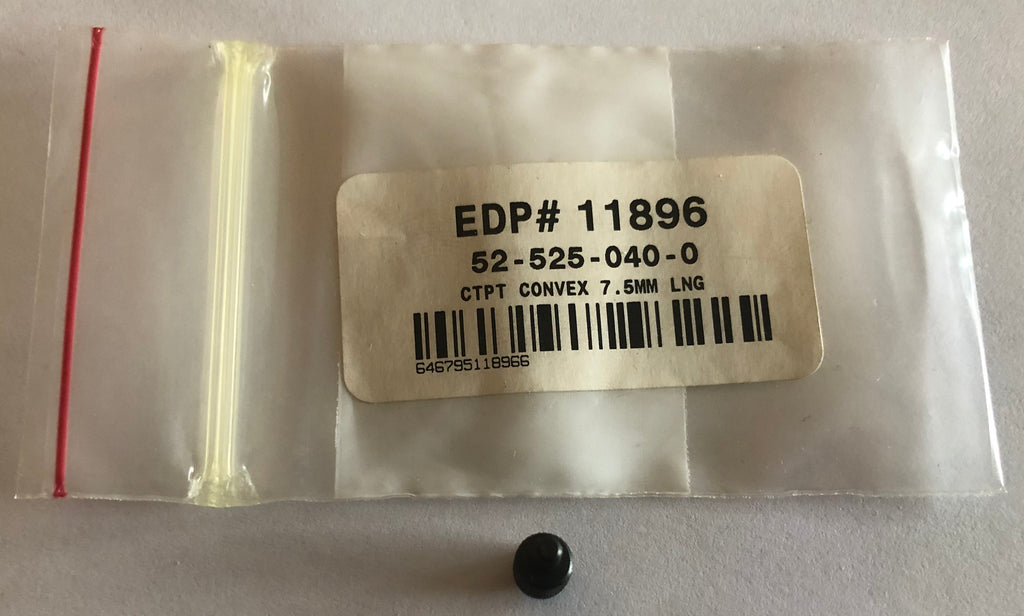 EDP# 11896
52-525-040-0
CTPT CONVEX 7.5MM LNG
646795118966